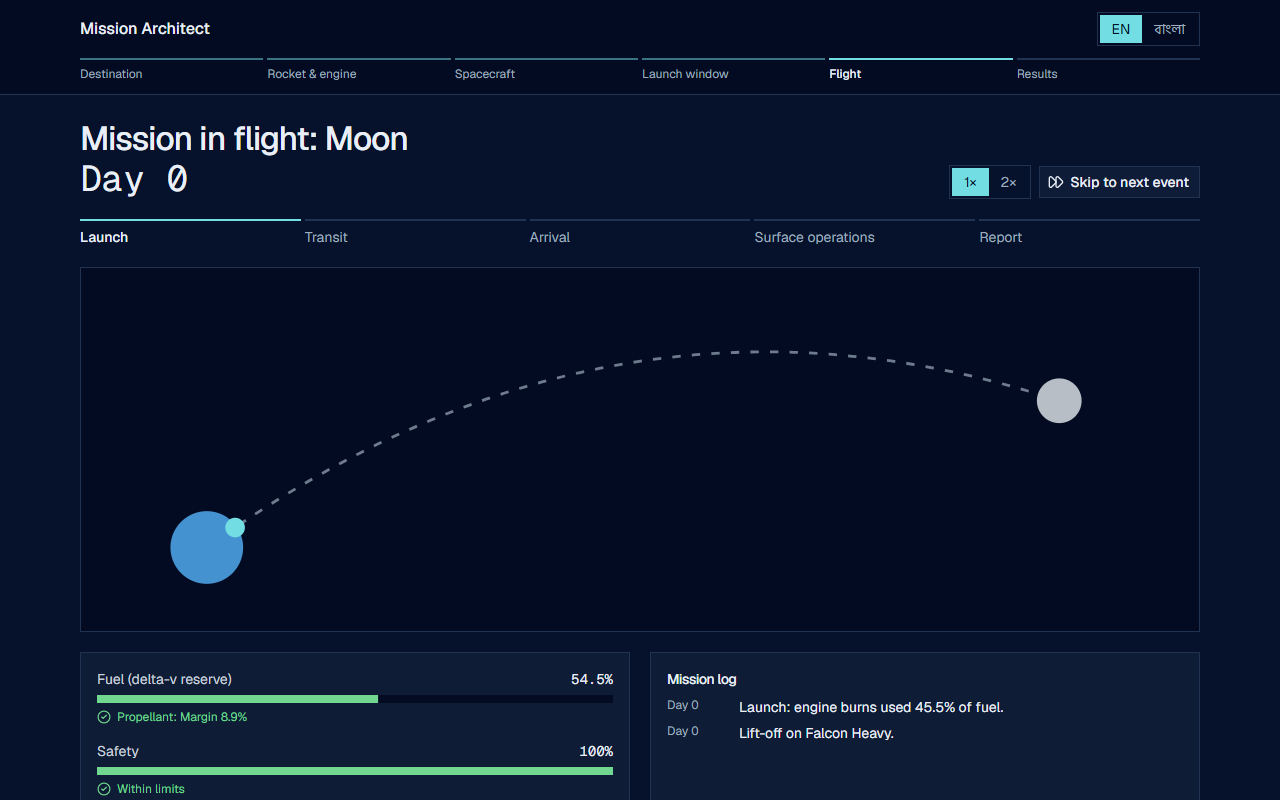 Mission Architect
EN বাংলা
Destination Rocket & engine Spacecraft Launch window Flight Results
Mission in flight: Moon
Day 0
1× 2× Skip to next event
Launch Transit Arrival Surface operations Report
Fuel (delta-v reserve) 54.5%
Propellant: Margin 8.9%
Safety 100%
Within limits
Mission log
Day 0 Launch: engine burns used 45.5% of fuel.
Day 0 Lift-off on Falcon Heavy.